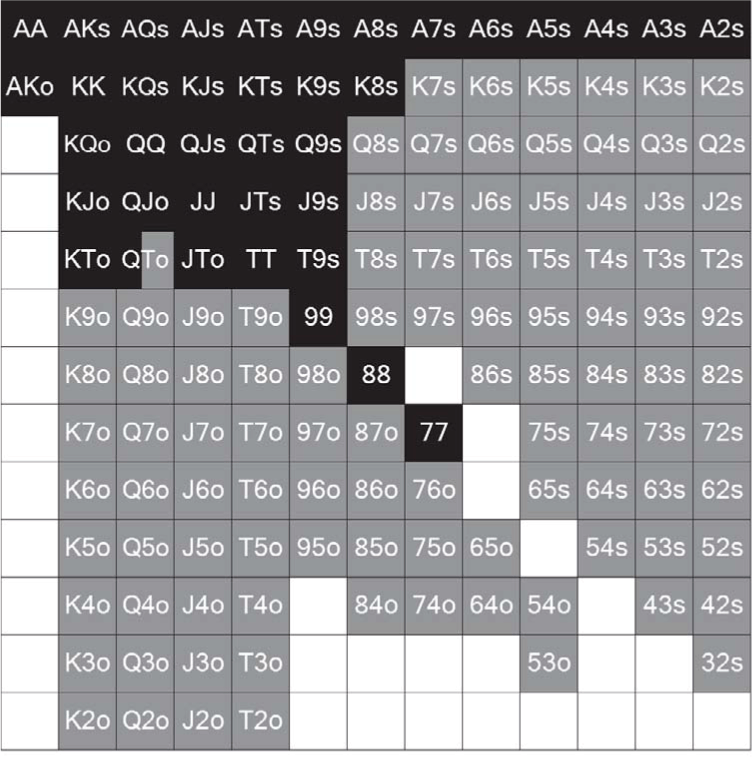 AA AKs AQs AJs ATs A9s A8s A7s A6s A5s A4s A3s A2s
AKo KK KQs KJs KTs K9s K8s K7s K6s K5s K4s K3s K2s
KQo QQ QJs QTs Q9s Q8s Q7s Q6s Q5s Q4s Q3s Q2s
KJo QJo JJ JTs J9s J8s J7s J6s J5s J4s J3s J2s
KTo QTo JTo TT T9s T8s T7s T6s T5s T4s T3s T2s
K9o Q9o J9o T9o 99 98s 97s 96s 95s 94s 93s 92s
K8o Q8o J8o T8o 98o 88 86s 85s 84s 83s 82s
K7o Q7o J7o T7o 97o 87o 77 75s 74s 73s 72s
K6o Q6o J6o T6o 96o 86o 76o 65s 64s 63s 62s
K5o Q5o J5o T5o 95o 85o 75o 65o 54s 53s 52s
K4o Q4o J4o T4o 84o 74o 64o 54o 43s 42s
K3o Q3o J3o T3o 53o 32s
K2o Q2o J2o T2o